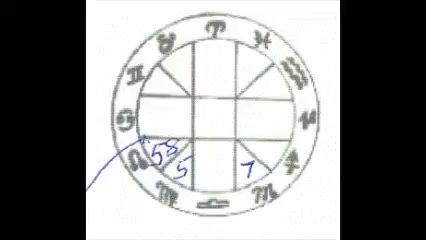 ♈ ♓
♉ ♒
♊
♋ ♑
58
♌ 5 7 ♐
♍ ♎ ♏